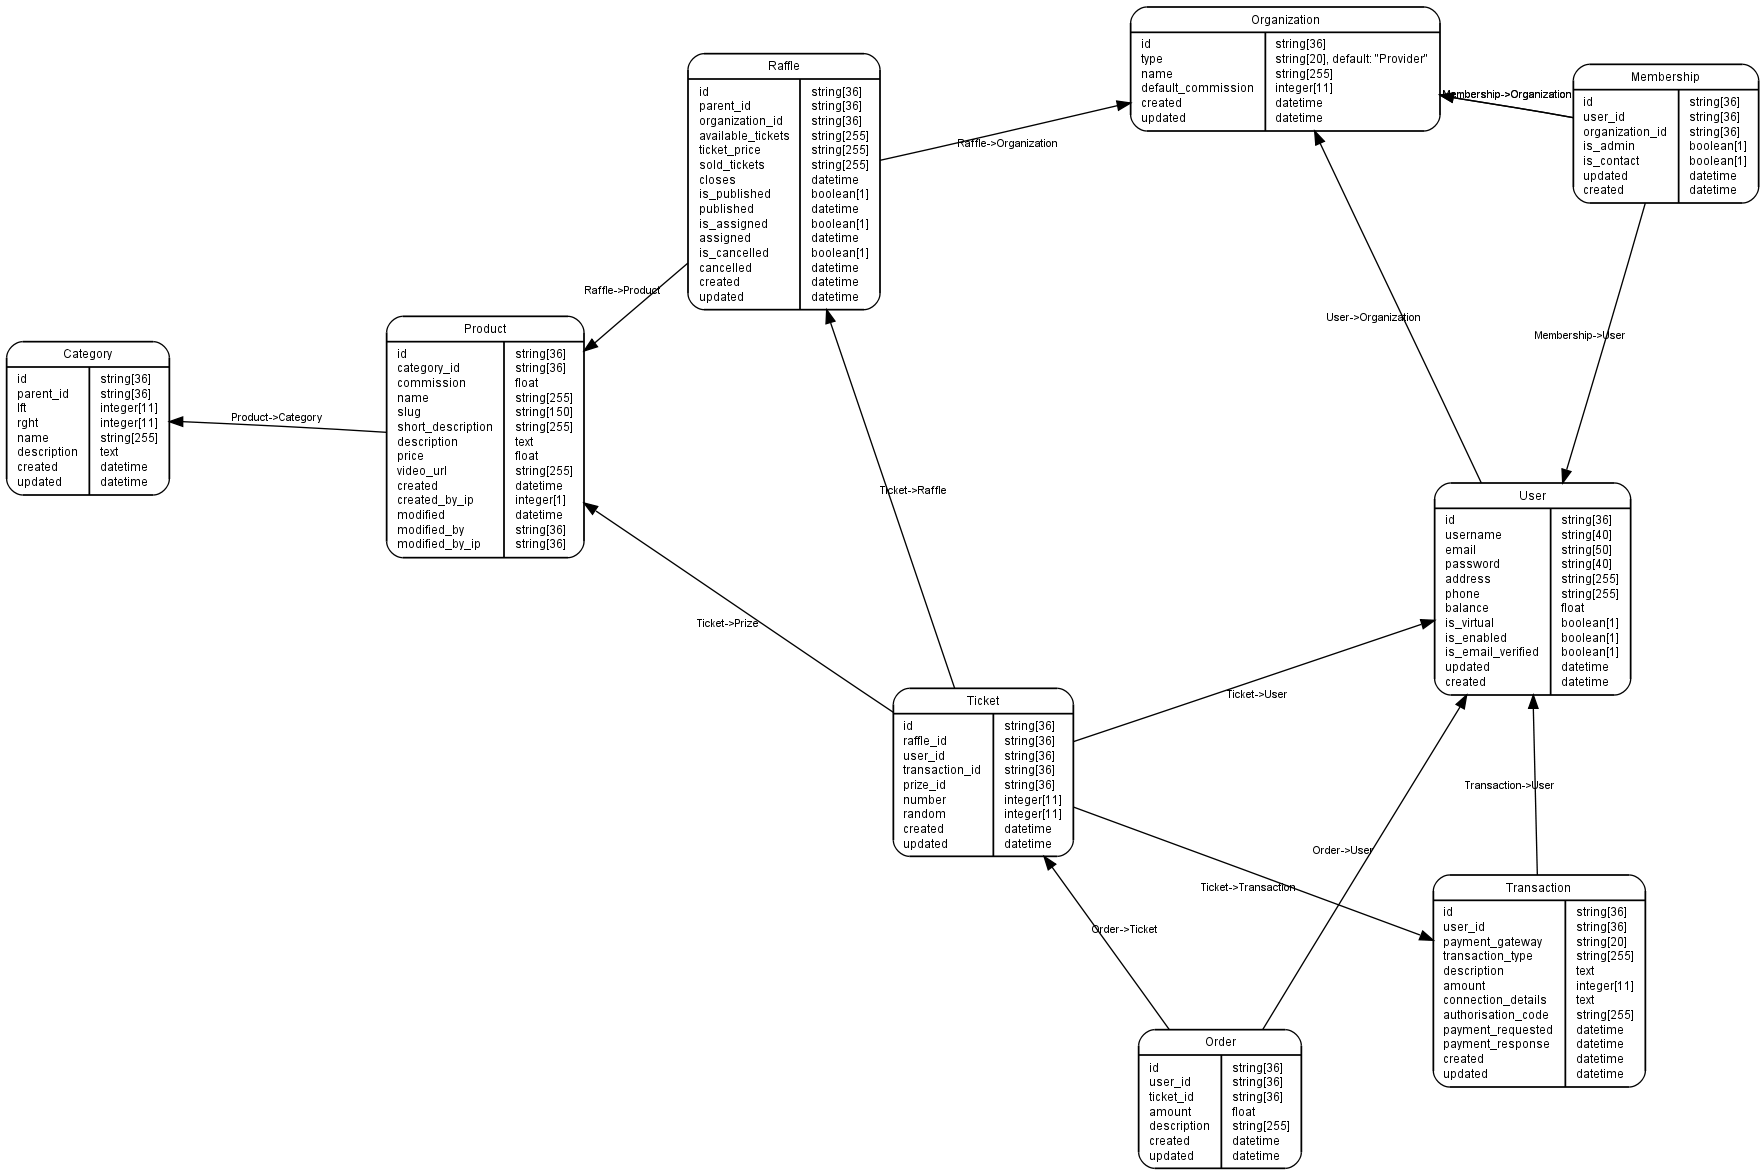 Organization
id string[36]
type string[20], default: "Provider"
name string[255]
default_commission integer[11]
created datetime
updated datetime
Raffle
id string[36]
parent_id string[36]
organization_id string[36]
available_tickets string[255]
ticket_price string[255]
sold_tickets string[255]
closes datetime
is_published boolean[1]
published datetime
is_assigned boolean[1]
assigned datetime
is_cancelled boolean[1]
cancelled datetime
created datetime
updated datetime
Membership
id string[36]
user_id string[36]
organization_id string[36]
is_admin boolean[1]
is_contact boolean[1]
updated datetime
created datetime
Membership->Organization
Raffle->Organization
Raffle->Product
User->Organization
Membership->User
Product
id string[36]
category_id string[36]
commission float
name string[255]
slug string[150]
short_description string[255]
description text
price float
video_url string[255]
created datetime
created_by_ip integer[1]
modified datetime
modified_by string[36]
modified_by_ip string[36]
Category
id string[36]
parent_id string[36]
lft integer[11]
rght integer[11]
name string[255]
description text
created datetime
updated datetime
Product->Category
Ticket->Raffle
User
id string[36]
username string[40]
email string[50]
password string[40]
address string[255]
phone string[255]
balance float
is_virtual boolean[1]
is_enabled boolean[1]
is_email_verified boolean[1]
updated datetime
created datetime
Ticket->Prize
Ticket->User
Ticket
id string[36]
raffle_id string[36]
user_id string[36]
transaction_id string[36]
prize_id string[36]
number integer[11]
random integer[11]
created datetime
updated datetime
Transaction->User
Order->User
Ticket->Transaction
Order->Ticket
Transaction
id string[36]
user_id string[36]
payment_gateway string[20]
transaction_type string[255]
description text
amount integer[11]
connection_details text
authorisation_code string[255]
payment_requested datetime
payment_response datetime
created datetime
updated datetime
Order
id string[36]
user_id string[36]
ticket_id string[36]
amount float
description string[255]
created datetime
updated datetime